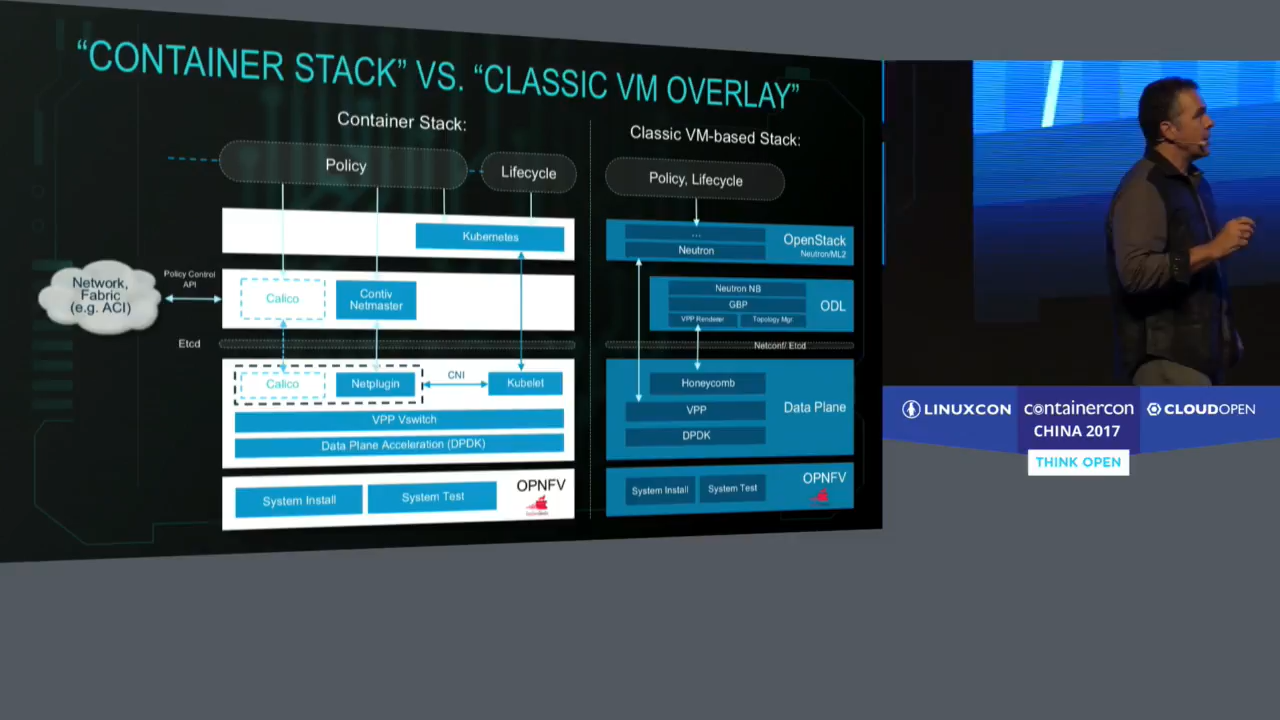 “CONTAINER STACK” VS. “CLASSIC VM OVERLAY”
Container Stack:
Policy
Lifecycle
Kubernetes
Network,
Fabric
(e.g. ACI)
Policy Control
API
Calico
Contiv
Netmaster
Etcd
Calico
Netplugin
CNI
Kubelet
VPP Vswitch
Data Plane Acceleration (DPDK)
System Install
System Test
OPNFV
Classic VM-based Stack:
Policy, Lifecycle
...
Neutron
OpenStack
Neutron/ML2
Neutron NB
GBP
VPP Renderer
Topology Mgr
ODL
Netconf/ Etcd
Honeycomb
VPP
DPDK
Data Plane
System Install
System Test
OPNFV
LINUXCON
containercon
CLOUDOPEN
CHINA 2017
THINK OPEN